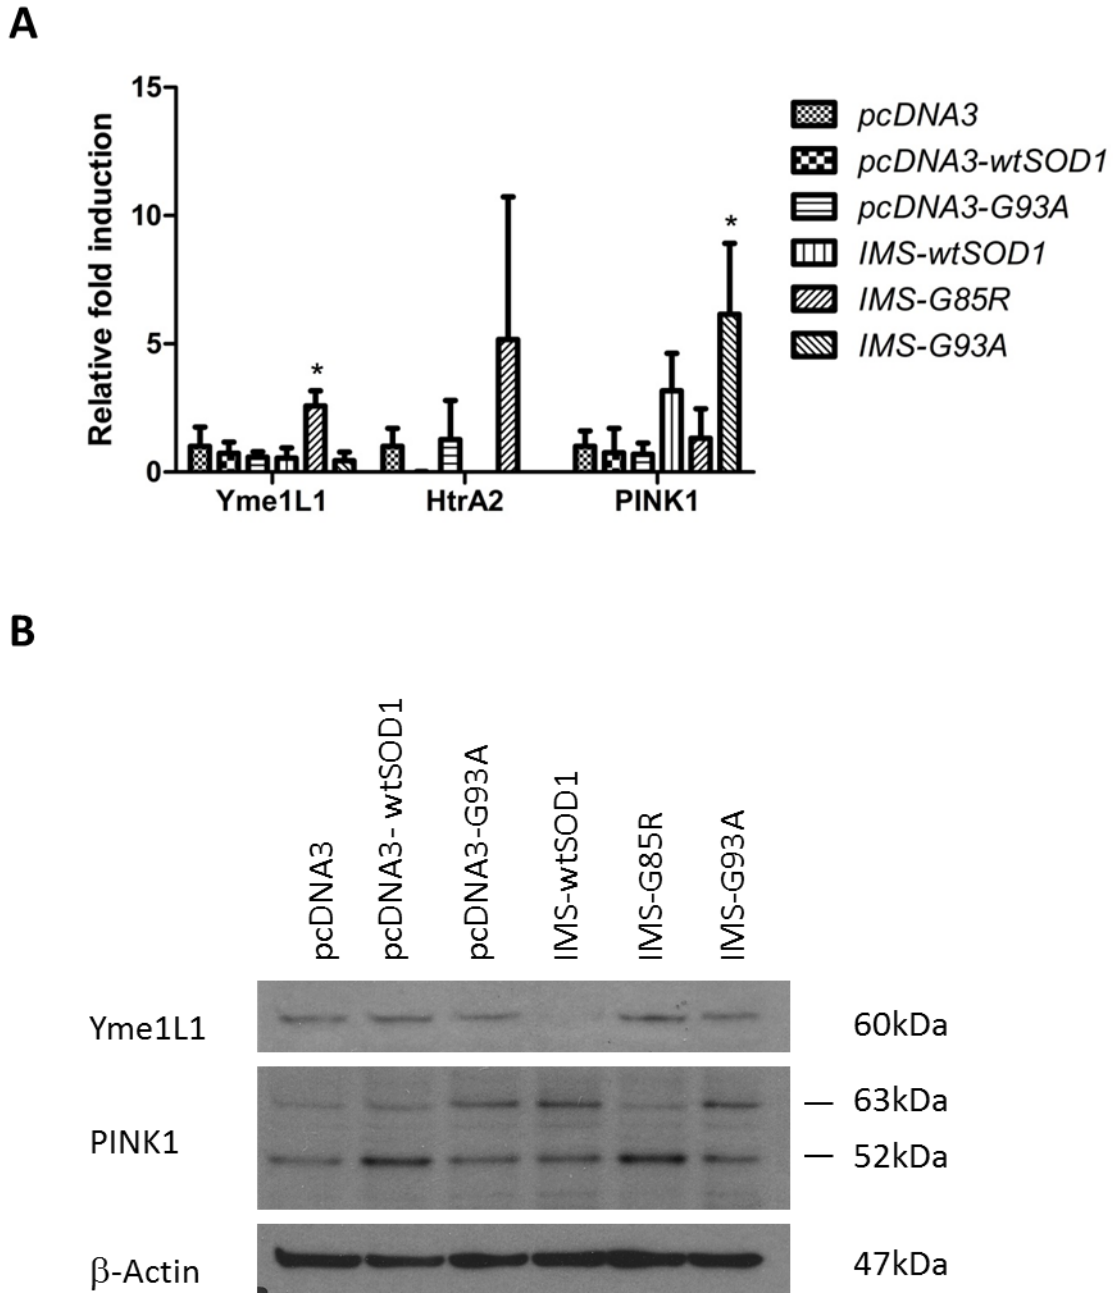 A
15
10
5
0
Relative fold induction
*
*
Yme1L1 HtrA2 PINK1
pcDNA3
pcDNA3-wtSOD1
pcDNA3-G93A
IMS-wtSOD1
IMS-G85R
IMS-G93A
B
pcDNA3
pcDNA3- wtSOD1
pcDNA3-G93A
IMS-wtSOD1
IMS-G85R
IMS-G93A
Yme1L1 60kDa
PINK1 — 63kDa
— 52kDa
β-Actin 47kDa